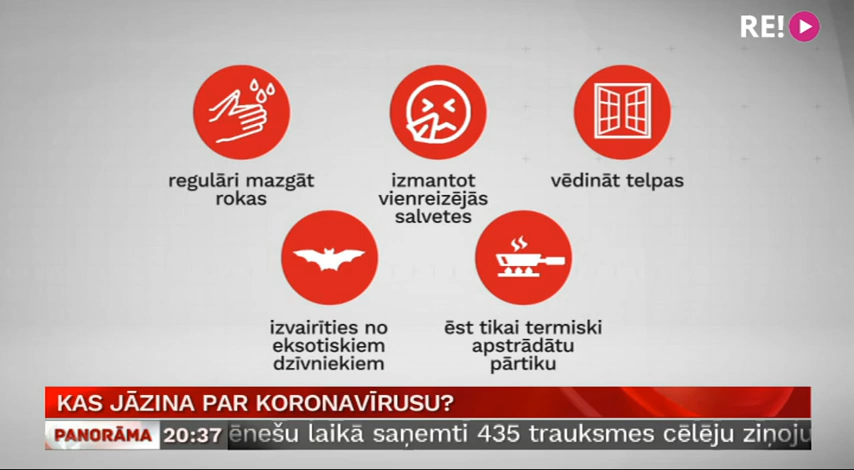 RE!
regulāri mazgāt
rokas
izmantot
vienreizējās
salvetes
vēdināt telpas
izvairīties no
eksotiskiem
dzīvniekiem
ēst tikai termiski
apstrādātu
pārtiku
KAS JĀZINA PAR KORONAVĪRUSU?
PANORĀMA 20:37 ēnešu laikā saņemti 435 trauksmes cēlēju ziņoju